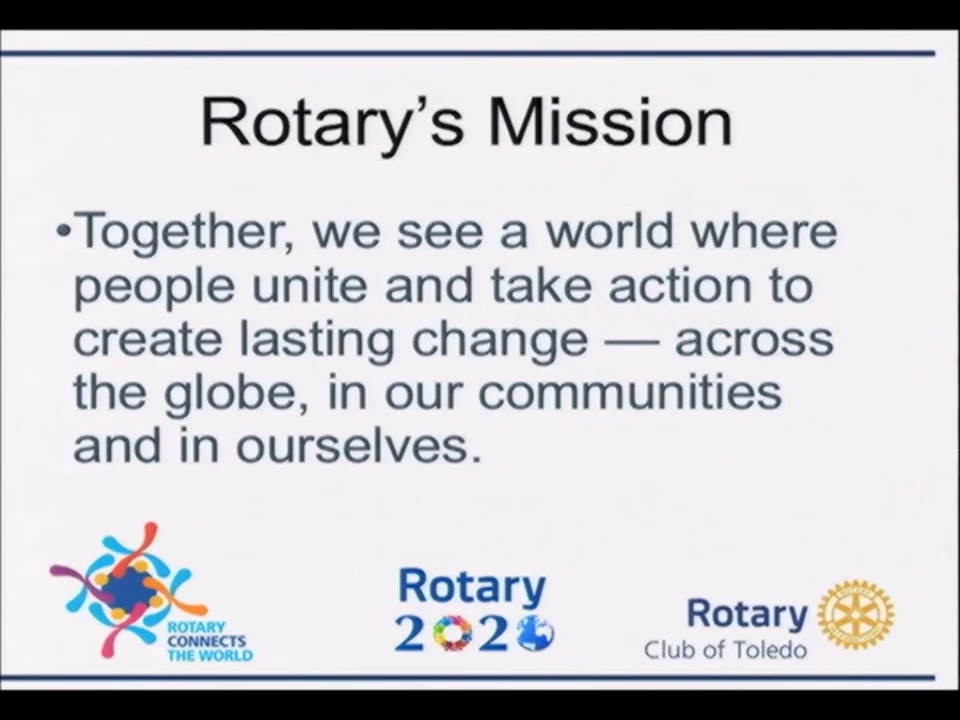 Rotary’s Mission
•Together, we see a world where
people unite and take action to
create lasting change — across
the globe, in our communities
and in ourselves.
ROTARY
CONNECTS
THE WORLD
Rotary
2020
Rotary
Club of Toledo